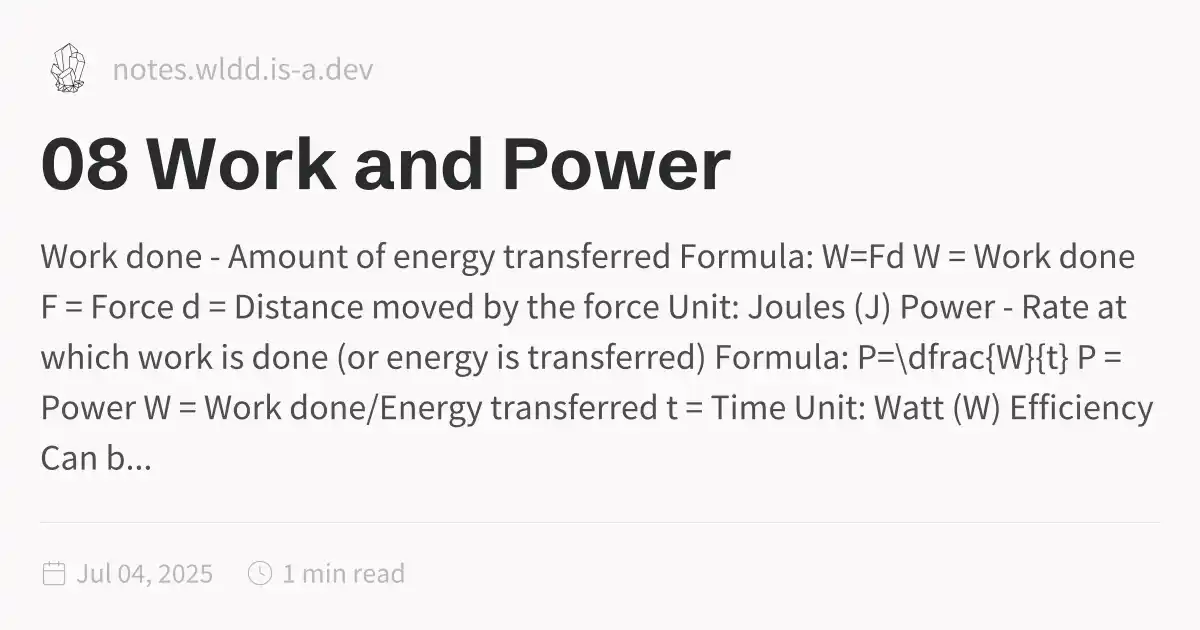 notes.wldd.is-a.dev
08 Work and Power
Work done - Amount of energy transferred Formula: W=Fd W = Work done
F = Force d = Distance moved by the force Unit: Joules (J) Power - Rate at
which work is done (or energy is transferred) Formula: P=\dfrac{W}{t} P =
Power W = Work done/Energy transferred t = Time Unit: Watt (W) Efficiency
Can b...
Jul 04, 2025 1 min read